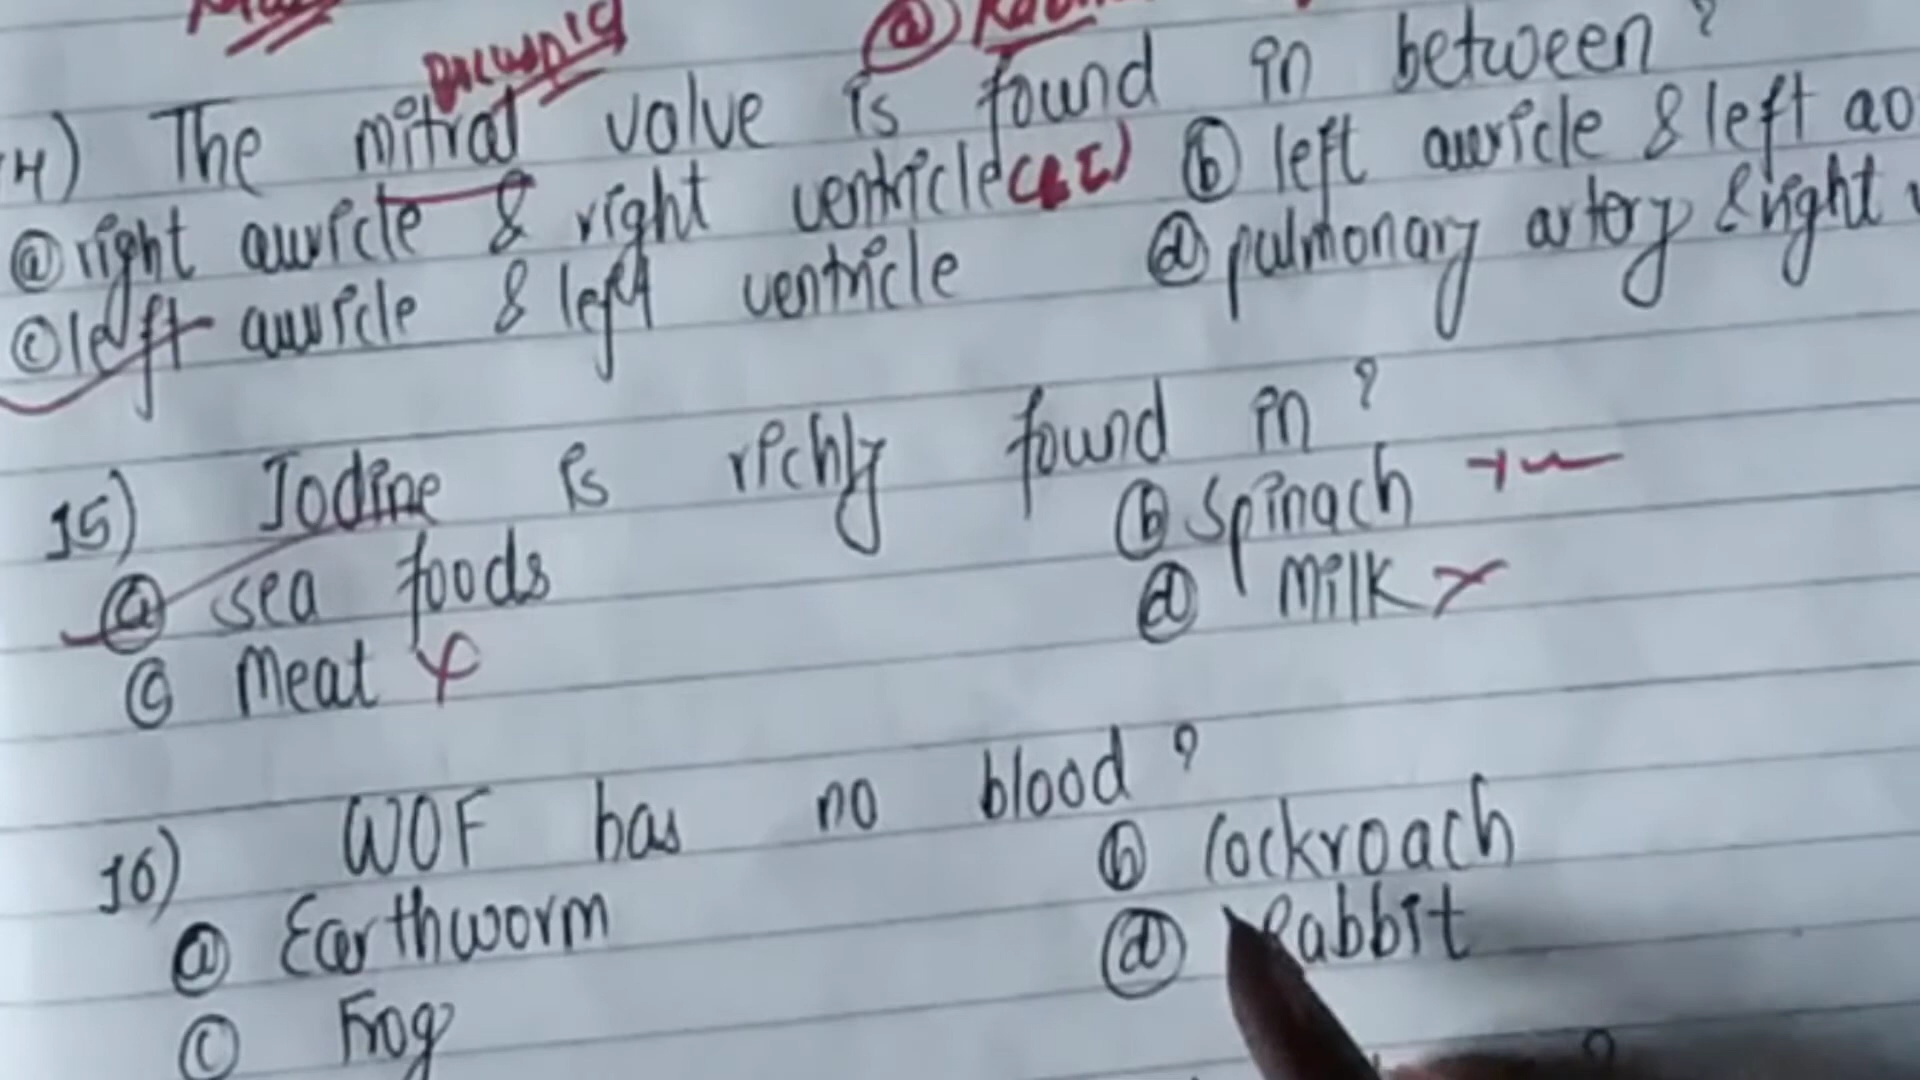 Bicuspid
14) The mitral valve is found in between?
(a) right auricle & right ventricle (b) left auricle & left ao
(c) left auricle & left ventricle (d) pulmonary artery & right
15) Iodine is richly found in?
(a) sea foods (b) spinach
(c) Meat (d) Milk
16) WOF has no blood?
(a) Earthworm (b) Cockroach
(c) Frog (d) Rabbit